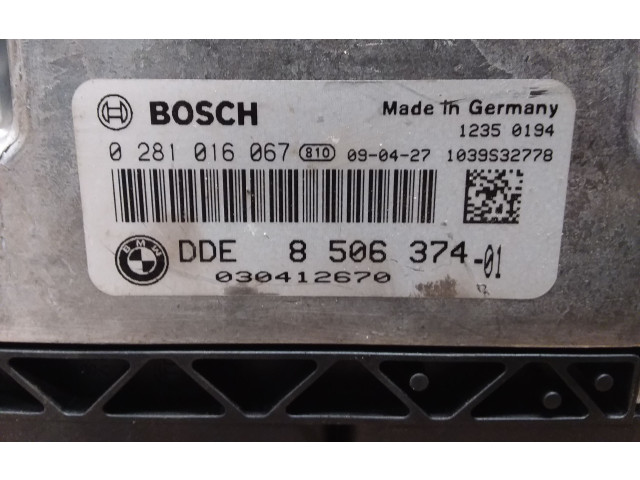 BOSCH Made in Germany
1235 0194
0 281 016 067 810 09-04-27 1039S32778
BMW DDE 8 506 374-01
030412670